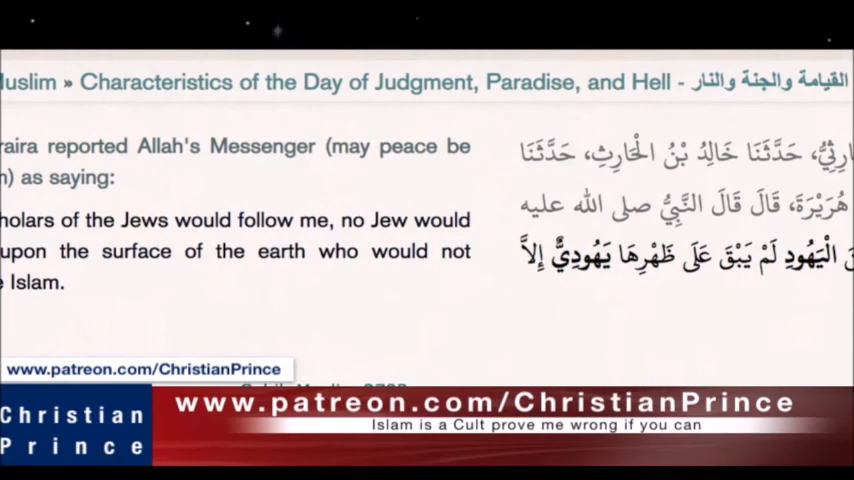 Muslim » Characteristics of the Day of Judgment, Paradise, and Hell - القيامة والجنة والنار
raira reported Allah's Messenger (may peace be
m) as saying:
holars of the Jews would follow me, no Jew would
upon the surface of the earth who would not
e Islam.
ارِثِيُّ، حَدَّثَنَا خَالِدُ بْنُ الْحَارِثِ، حَدَّثَنَا
هُرَيْرَةَ، قَالَ قَالَ النَّبِيُّ صلى الله عليه
نَ الْيَهُودِ لَمْ يَبْقَ عَلَى ظَهْرِهَا يَهُودِيٌّ إِلاَّ
www.patreon.com/ChristianPrince
Christian
Prince
www.patreon.com/ChristianPrince
Islam is a Cult prove me wrong if you can